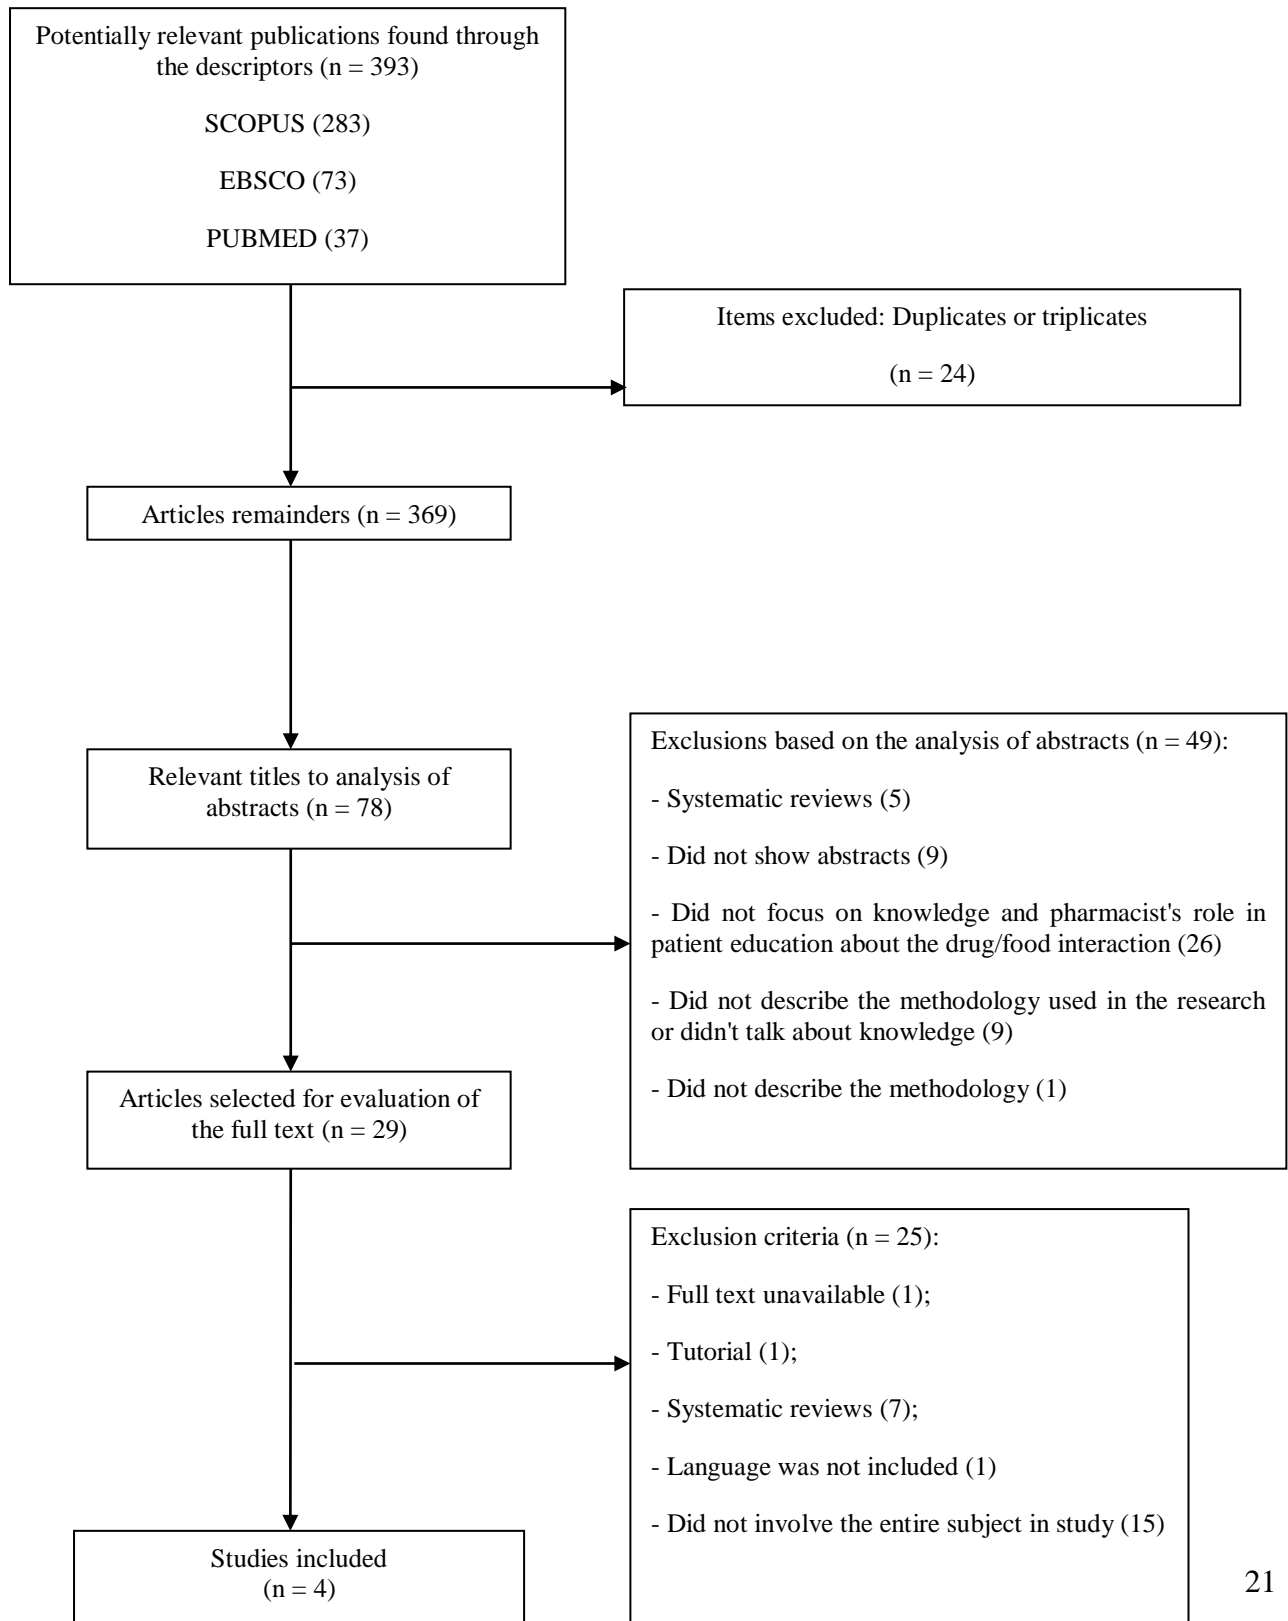 Potentially relevant publications found through
the descriptors (n = 393)
SCOPUS (283)
EBSCO (73)
PUBMED (37)
Items excluded: Duplicates or triplicates
(n = 24)
Articles remainders (n = 369)
Relevant titles to analysis of
abstracts (n = 78)
Exclusions based on the analysis of abstracts (n = 49):
- Systematic reviews (5)
- Did not show abstracts (9)
- Did not focus on knowledge and pharmacist's role in
patient education about the drug/food interaction (26)
- Did not describe the methodology used in the research
or didn't talk about knowledge (9)
- Did not describe the methodology (1)
Articles selected for evaluation of
the full text (n = 29)
Exclusion criteria (n = 25):
- Full text unavailable (1);
- Tutorial (1);
- Systematic reviews (7);
- Language was not included (1)
- Did not involve the entire subject in study (15)
Studies included
(n = 4)
21